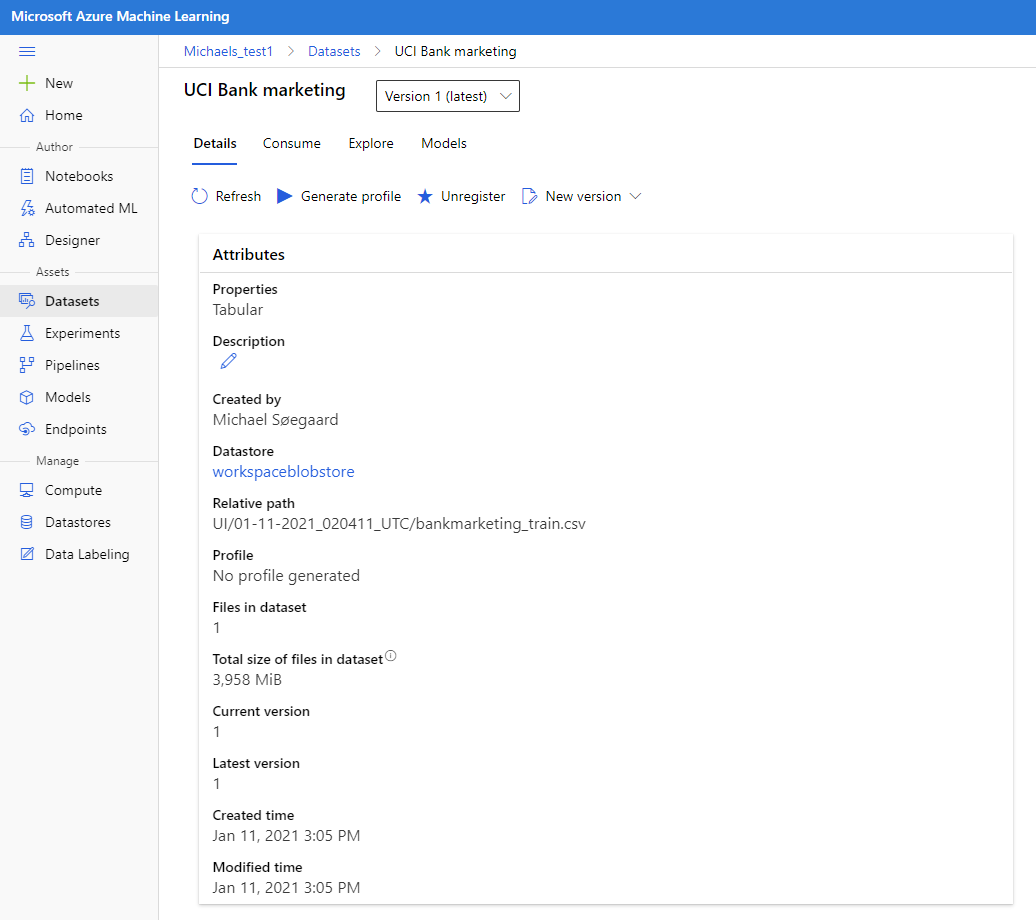 Microsoft Azure Machine Learning
Michaels_test1 > Datasets > UCI Bank marketing
New
Home
Author
Notebooks
Automated ML
Designer
Assets
Datasets
Experiments
Pipelines
Models
Endpoints
Manage
Compute
Datastores
Data Labeling
UCI Bank marketing
Version 1 (latest)
Details Consume Explore Models
Refresh Generate profile Unregister New version
Attributes
Properties
Tabular
Description
Created by
Michael Søegaard
Datastore
workspaceblobstore
Relative path
UI/01-11-2021_020411_UTC/bankmarketing_train.csv
Profile
No profile generated
Files in dataset
1
Total size of files in dataset
3,958 MiB
Current version
1
Latest version
1
Created time
Jan 11, 2021 3:05 PM
Modified time
Jan 11, 2021 3:05 PM